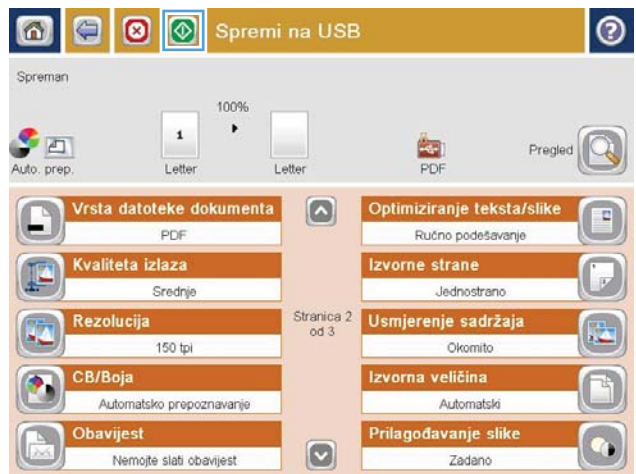 Spremi na USB
?
Spreman
100%
1
Auto. prep.
Letter
Letter
PDF
Pregled
Vrsta datoteke dokumenta
PDF
Kvaliteta izlaza
Srednje
Rezolucija
150 tpi
CB/Boja
Automatsko prepoznavanje
Obavijest
Nemojte slati obavijest
Stranica 2
od 3
Optimiziranje teksta/slike
Ručno podešavanje
Izvorne strane
Jednostrano
Usmjerenje sadržaja
Okomito
Izvorna veličina
Automatski
Prilagođavanje slike
Zadano